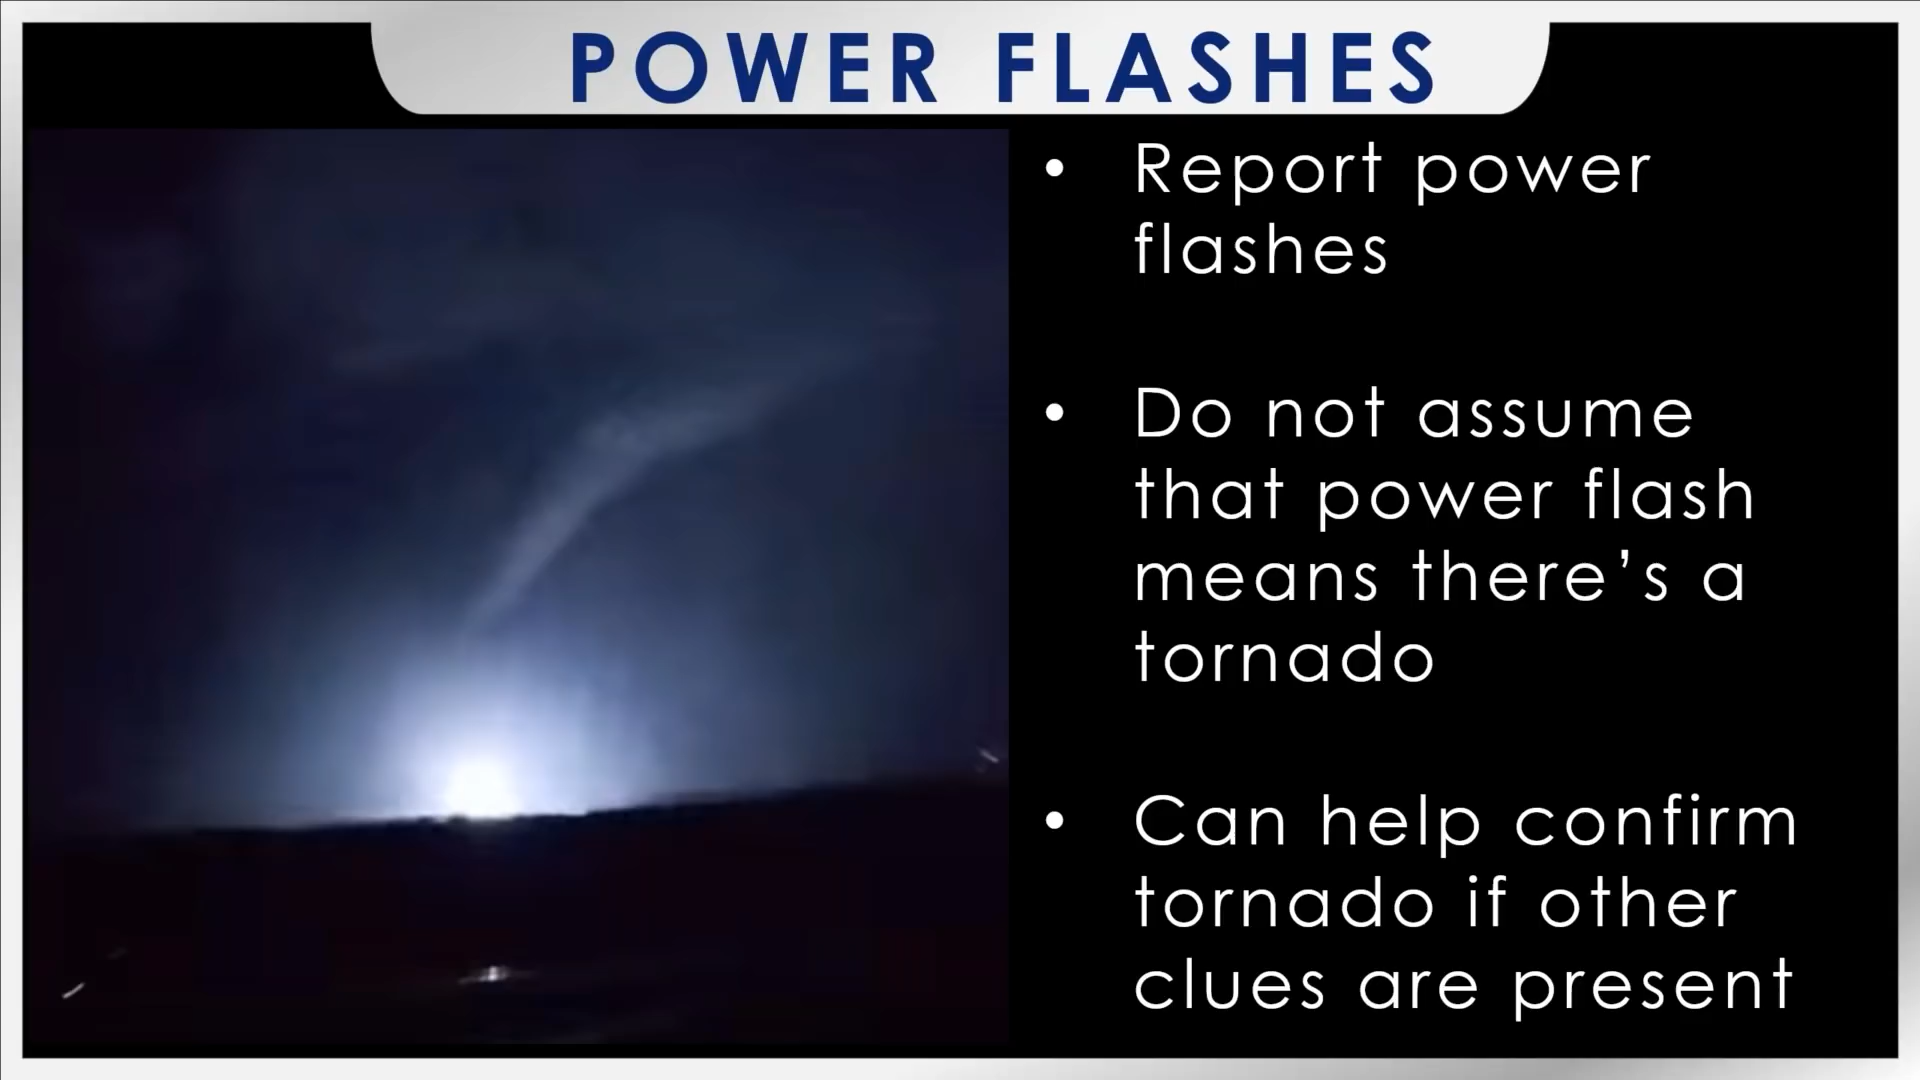 POWER FLASHES
• Report power
flashes
• Do not assume
that power flash
means there’s a
tornado
• Can help confirm
tornado if other
clues are present